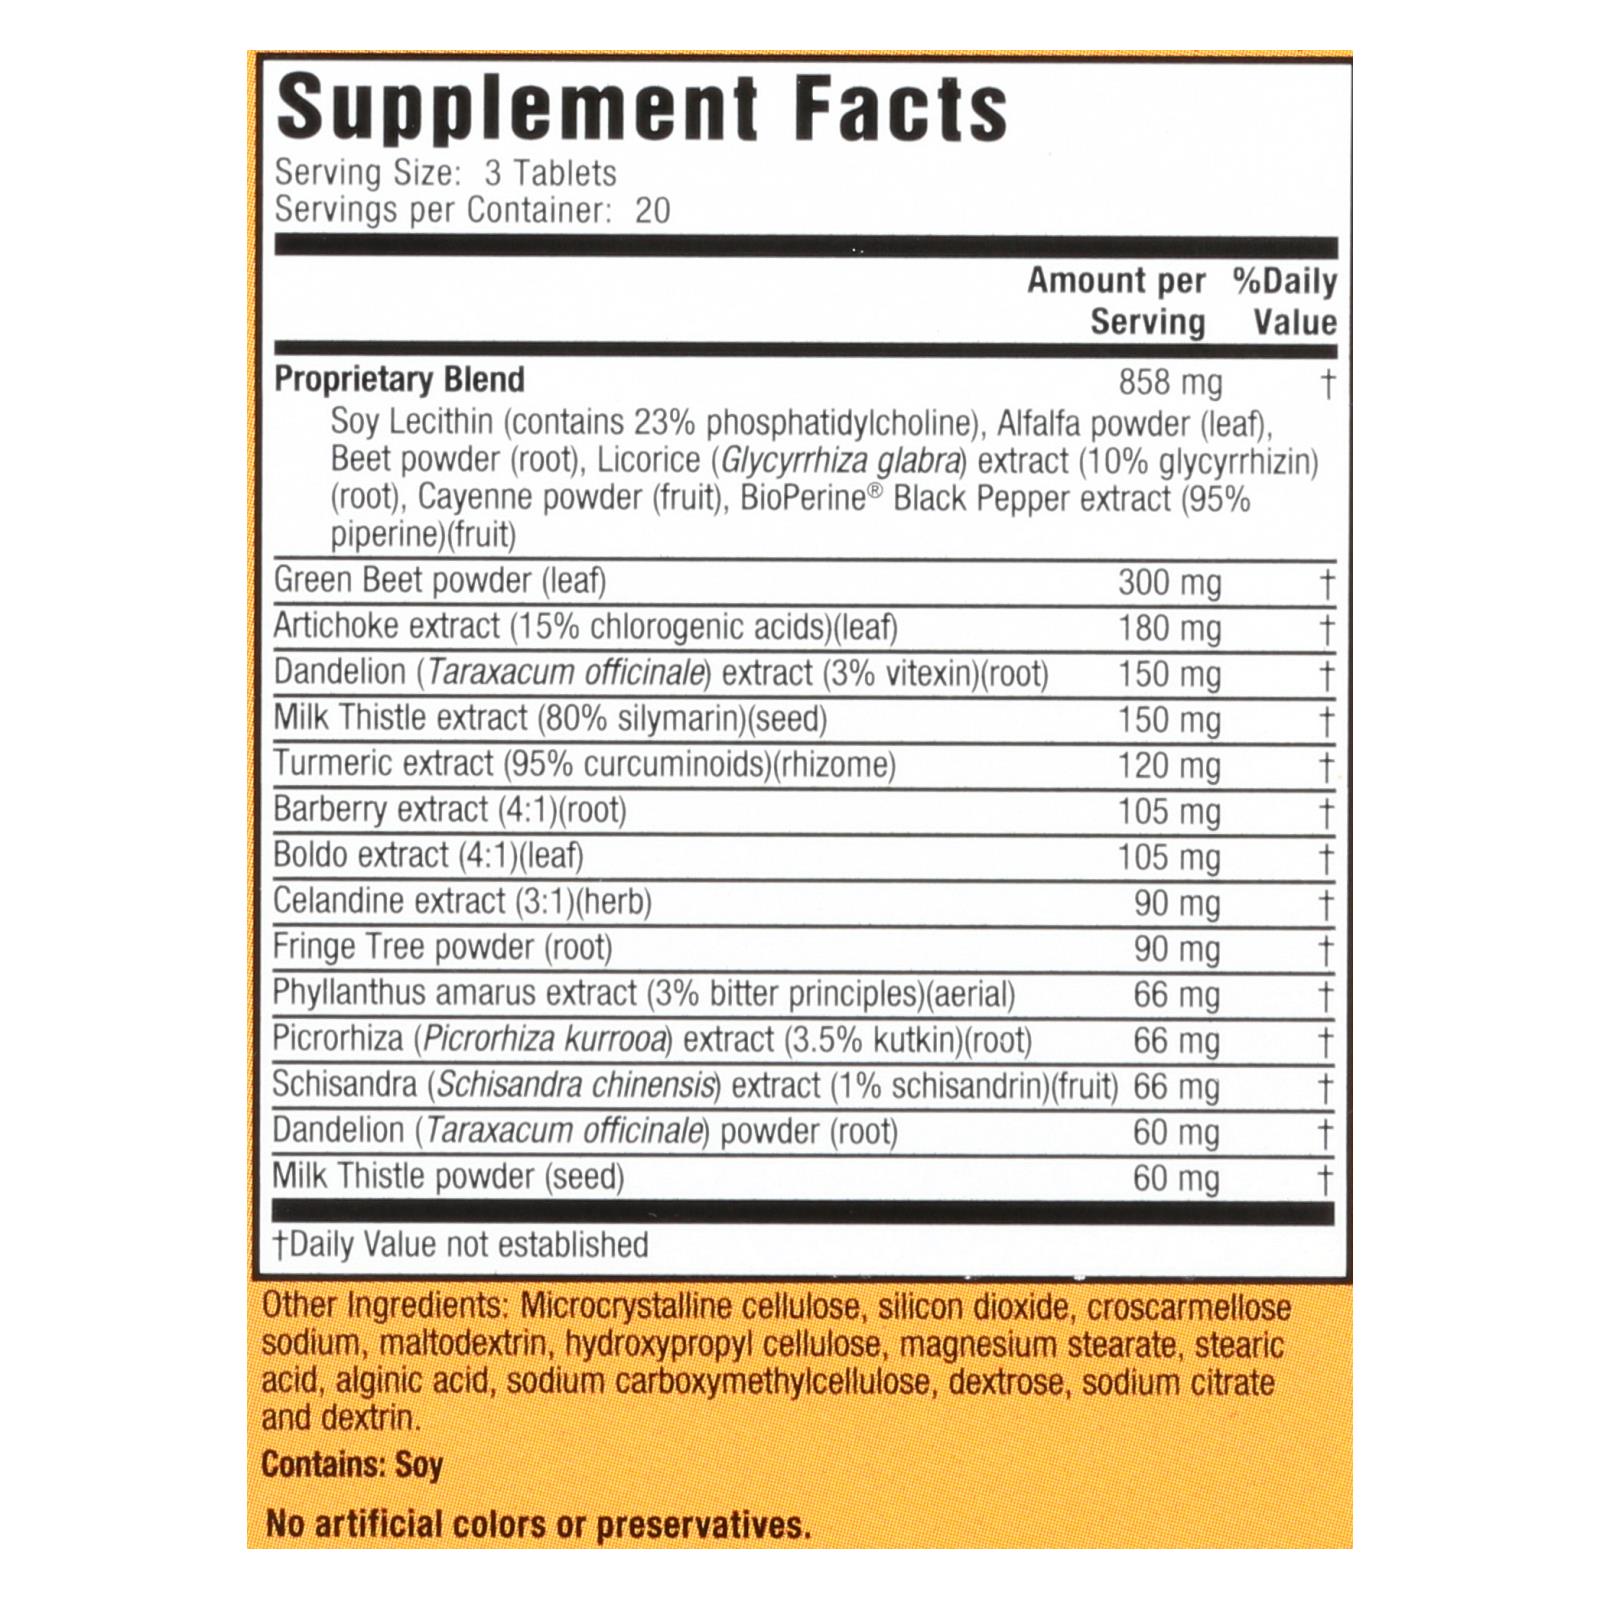 Supplement Facts
Serving Size: 3 Tablets
Servings per Container: 20
Amount per %Daily
Serving Value
Proprietary Blend 858 mg †
Soy Lecithin (contains 23% phosphatidylcholine), Alfalfa powder (leaf),
Beet powder (root), Licorice (Glycyrrhiza glabra) extract (10% glycyrrhizin)
(root), Cayenne powder (fruit), BioPerine® Black Pepper extract (95%
piperine)(fruit)
Green Beet powder (leaf) 300 mg †
Artichoke extract (15% chlorogenic acids)(leaf) 180 mg †
Dandelion (Taraxacum officinale) extract (3% vitexin)(root) 150 mg †
Milk Thistle extract (80% silymarin)(seed) 150 mg †
Turmeric extract (95% curcuminoids)(rhizome) 120 mg †
Barberry extract (4:1)(root) 105 mg †
Boldo extract (4:1)(leaf) 105 mg †
Celandine extract (3:1)(herb) 90 mg †
Fringe Tree powder (root) 90 mg †
Phyllanthus amarus extract (3% bitter principles)(aerial) 66 mg †
Picrorhiza (Picrorhiza kurrooa) extract (3.5% kutkin)(root) 66 mg †
Schisandra (Schisandra chinensis) extract (1% schisandrin)(fruit) 66 mg †
Dandelion (Taraxacum officinale) powder (root) 60 mg †
Milk Thistle powder (seed) 60 mg †
†Daily Value not established
Other Ingredients: Microcrystalline cellulose, silicon dioxide, croscarmellose
sodium, maltodextrin, hydroxypropyl cellulose, magnesium stearate, stearic
acid, alginic acid, sodium carboxymethylcellulose, dextrose, sodium citrate
and dextrin.
Contains: Soy
No artificial colors or preservatives.